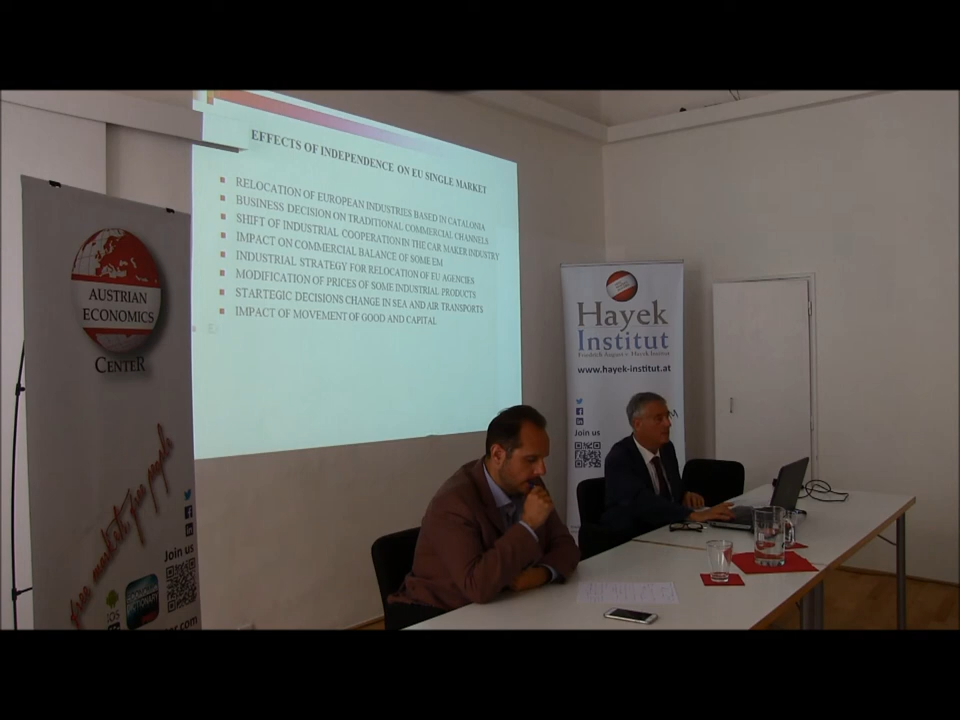 EFFECTS OF INDEPENDENCE ON EU SINGLE MARKET
RELOCATION OF EUROPEAN INDUSTRIES BASED IN CATALONIA
BUSINESS DECISION ON TRADITIONAL COMMERCIAL CHANNELS
SHIFT OF INDUSTRIAL COOPERATION IN THE CAR MAKER INDUSTRY
IMPACT ON COMMERCIAL BALANCE OF SOME EM
INDUSTRIAL STRATEGY FOR RELOCATION OF EU AGENCIES
MODIFICATION OF PRICES OF SOME INDUSTRIAL PRODUCTS
STARTEGIC DECISIONS CHANGE IN SEA AND AIR TRANSPORTS
IMPACT OF MOVEMENT OF GOOD AND CAPITAL
AUSTRIAN
ECONOMICS
CENTER
free markets, free people
Join us
iOS
Hayek
Institut
Friedrich August v. Hayek Institut
www.hayek-institut.at
Join us